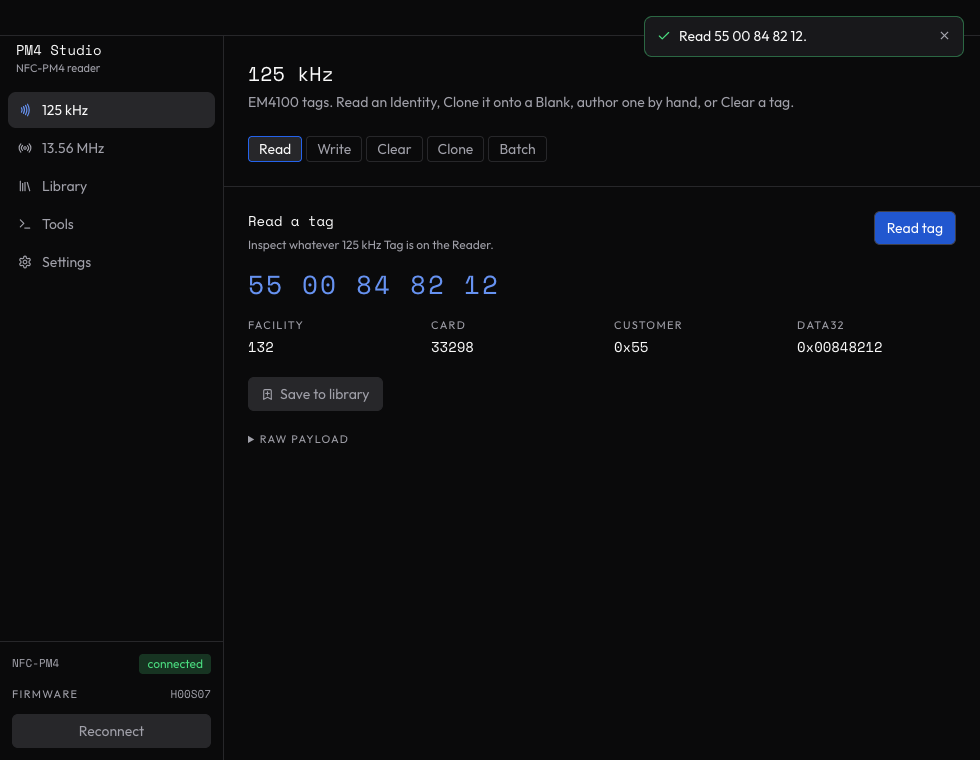 Read 55 00 84 82 12.
PM4 Studio
NFC-PM4 reader
125 kHz
13.56 MHz
Library
Tools
Settings
NFC-PM4 connected
FIRMWARE H00S07
Reconnect
125 kHz
EM4100 tags. Read an Identity, Clone it onto a Blank, author one by hand, or Clear a tag.
Read Write Clear Clone Batch
Read a tag
Inspect whatever 125 kHz Tag is on the Reader.
Read tag
55 00 84 82 12
FACILITY CARD CUSTOMER DATA32
132 33298 0x55 0x00848212
Save to library
RAW PAYLOAD